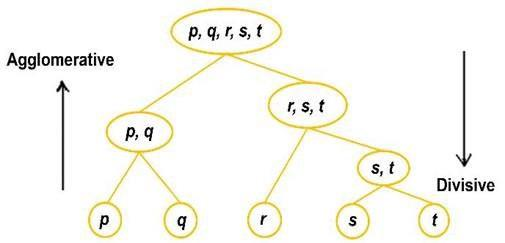 p, q, r, s, t
Agglomerative
r, s, t
p, q
s, t
Divisive
p
q
r
s
t